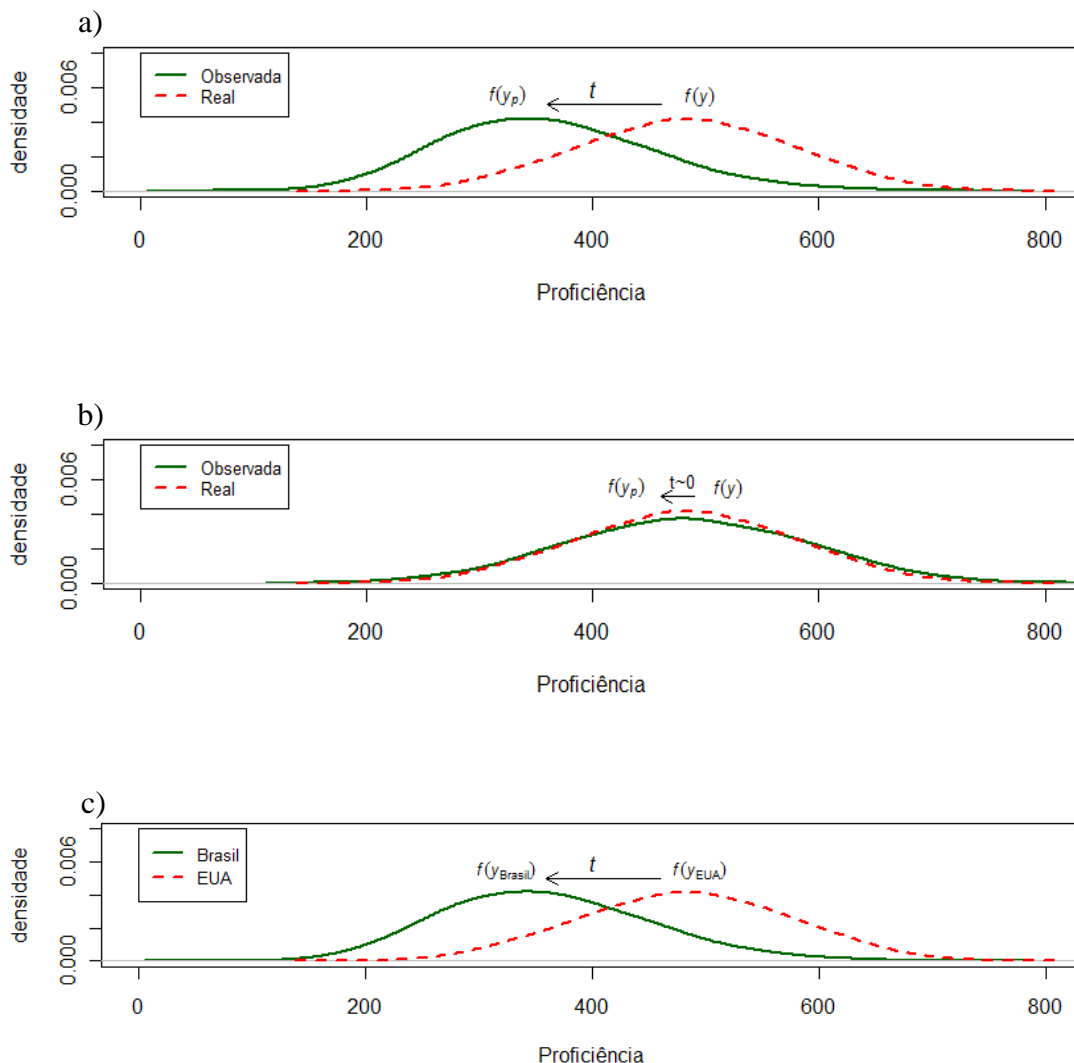 a)
densidade
0.000
0.006
Observada
Real
f(yp)
t
f(y)
0
200
400
600
800
Proficiência
b)
densidade
0.000
0.006
Observada
Real
f(yp)
t~0
f(y)
0
200
400
600
800
Proficiência
c)
densidade
0.000
0.006
Brasil
EUA
f(yBrasil)
t
f(yEUA)
0
200
400
600
800
Proficiência